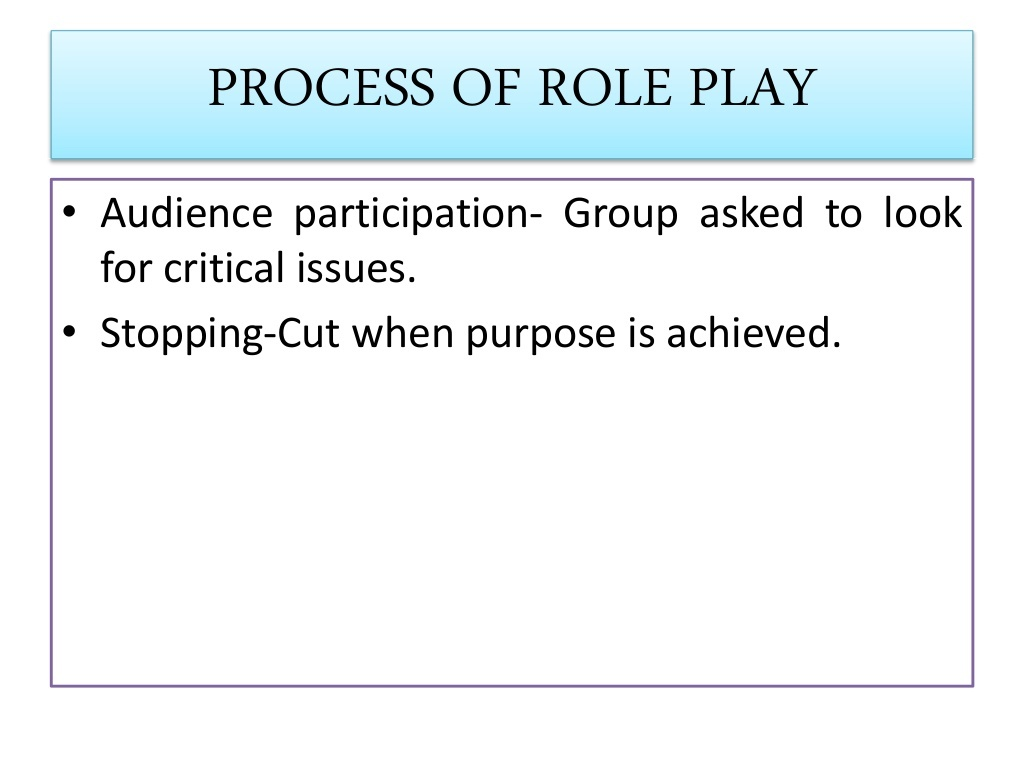 PROCESS OF ROLE PLAY
• Audience participation- Group asked to look
for critical issues.
• Stopping-Cut when purpose is achieved.